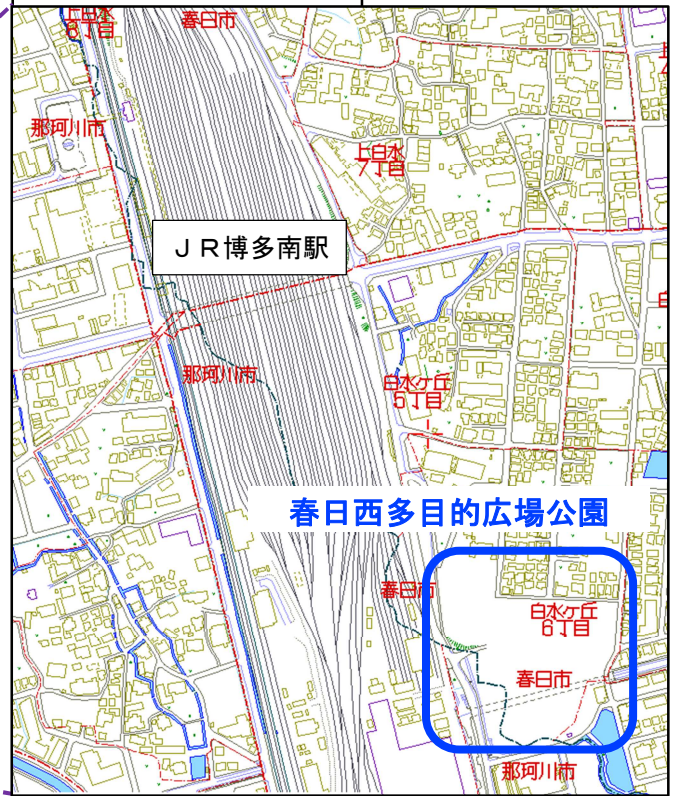 上白水
8丁目
春日市
那珂川市
上白水
7丁目
ＪＲ博多南駅
那珂川市
白水ケ丘
5丁目
春日西多目的広場公園
春日市
白水ケ丘
6丁目
春日市
那珂川市